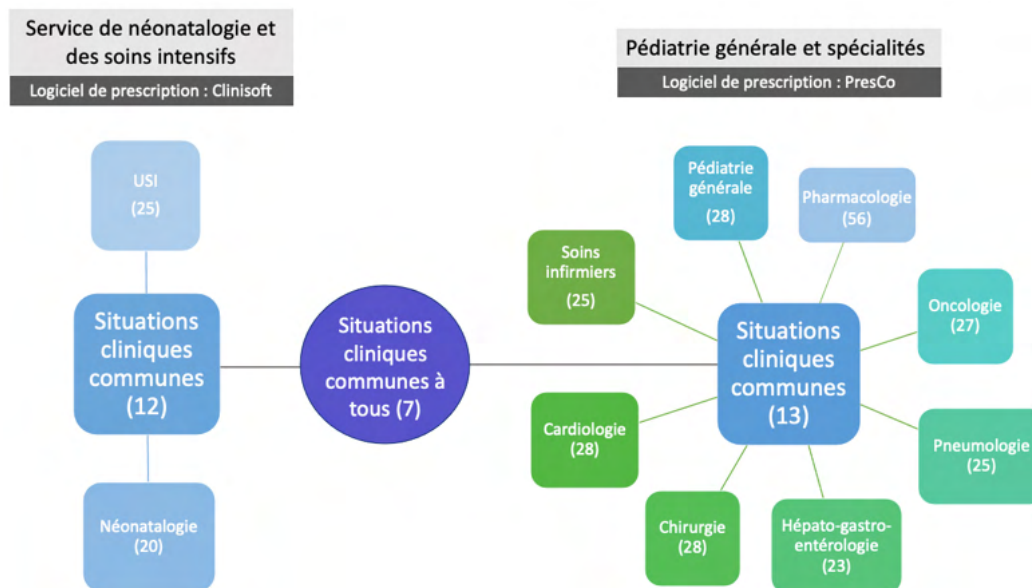 Service de néonatalogie et
des soins intensifs
Logiciel de prescription : Clinisoft
Pédiatrie générale et spécialités
Logiciel de prescription : PresCo
USI
(25)
Situations
cliniques
communes
(12)
Néonatalogie
(20)
Situations
cliniques
communes à
tous (7)
Pédiatrie
générale
(28)
Pharmacologie
(56)
Soins
infirmiers
(25)
Oncologie
(27)
Situations
cliniques
communes
(13)
Cardiologie
(28)
Pneumologie
(25)
Chirurgie
(28)
Hépato-gastro-
entérologie
(23)